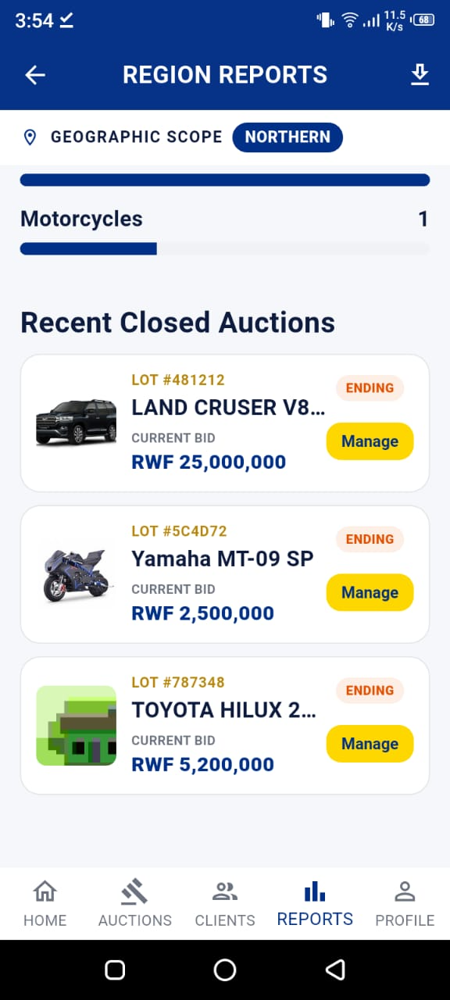 3:54
11.5
K/s
68
REGION REPORTS
GEOGRAPHIC SCOPE NORTHERN
Motorcycles 1
Recent Closed Auctions
LOT #481212
ENDING
LAND CRUSER V8...
CURRENT BID
Manage
RWF 25,000,000
LOT #5C4D72
ENDING
Yamaha MT-09 SP
CURRENT BID
Manage
RWF 2,500,000
LOT #787348
ENDING
TOYOTA HILUX 2...
CURRENT BID
Manage
RWF 5,200,000
HOME AUCTIONS CLIENTS REPORTS PROFILE